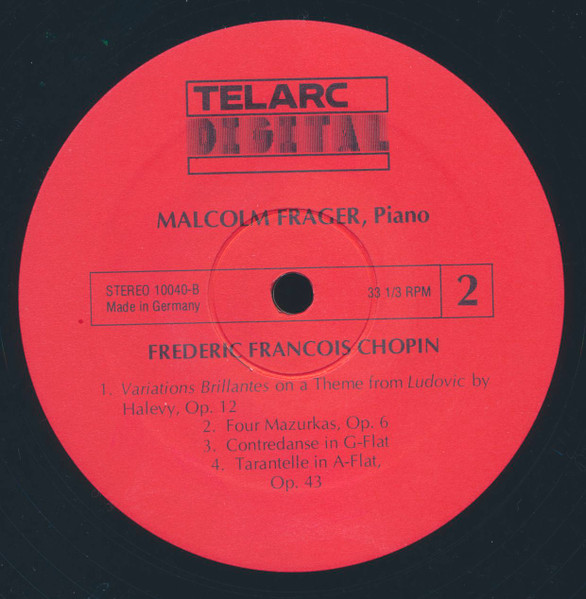 TELARC
DIGITAL
MALCOLM FRAGER, Piano
STEREO 10040-B
Made in Germany
33 1/3 RPM
2
FREDERIC FRANCOIS CHOPIN
1. Variations Brillantes on a Theme from Ludovic by
Halevy, Op. 12
2. Four Mazurkas, Op. 6
3. Contredanse in G-Flat
4. Tarantelle in A-Flat,
Op. 43